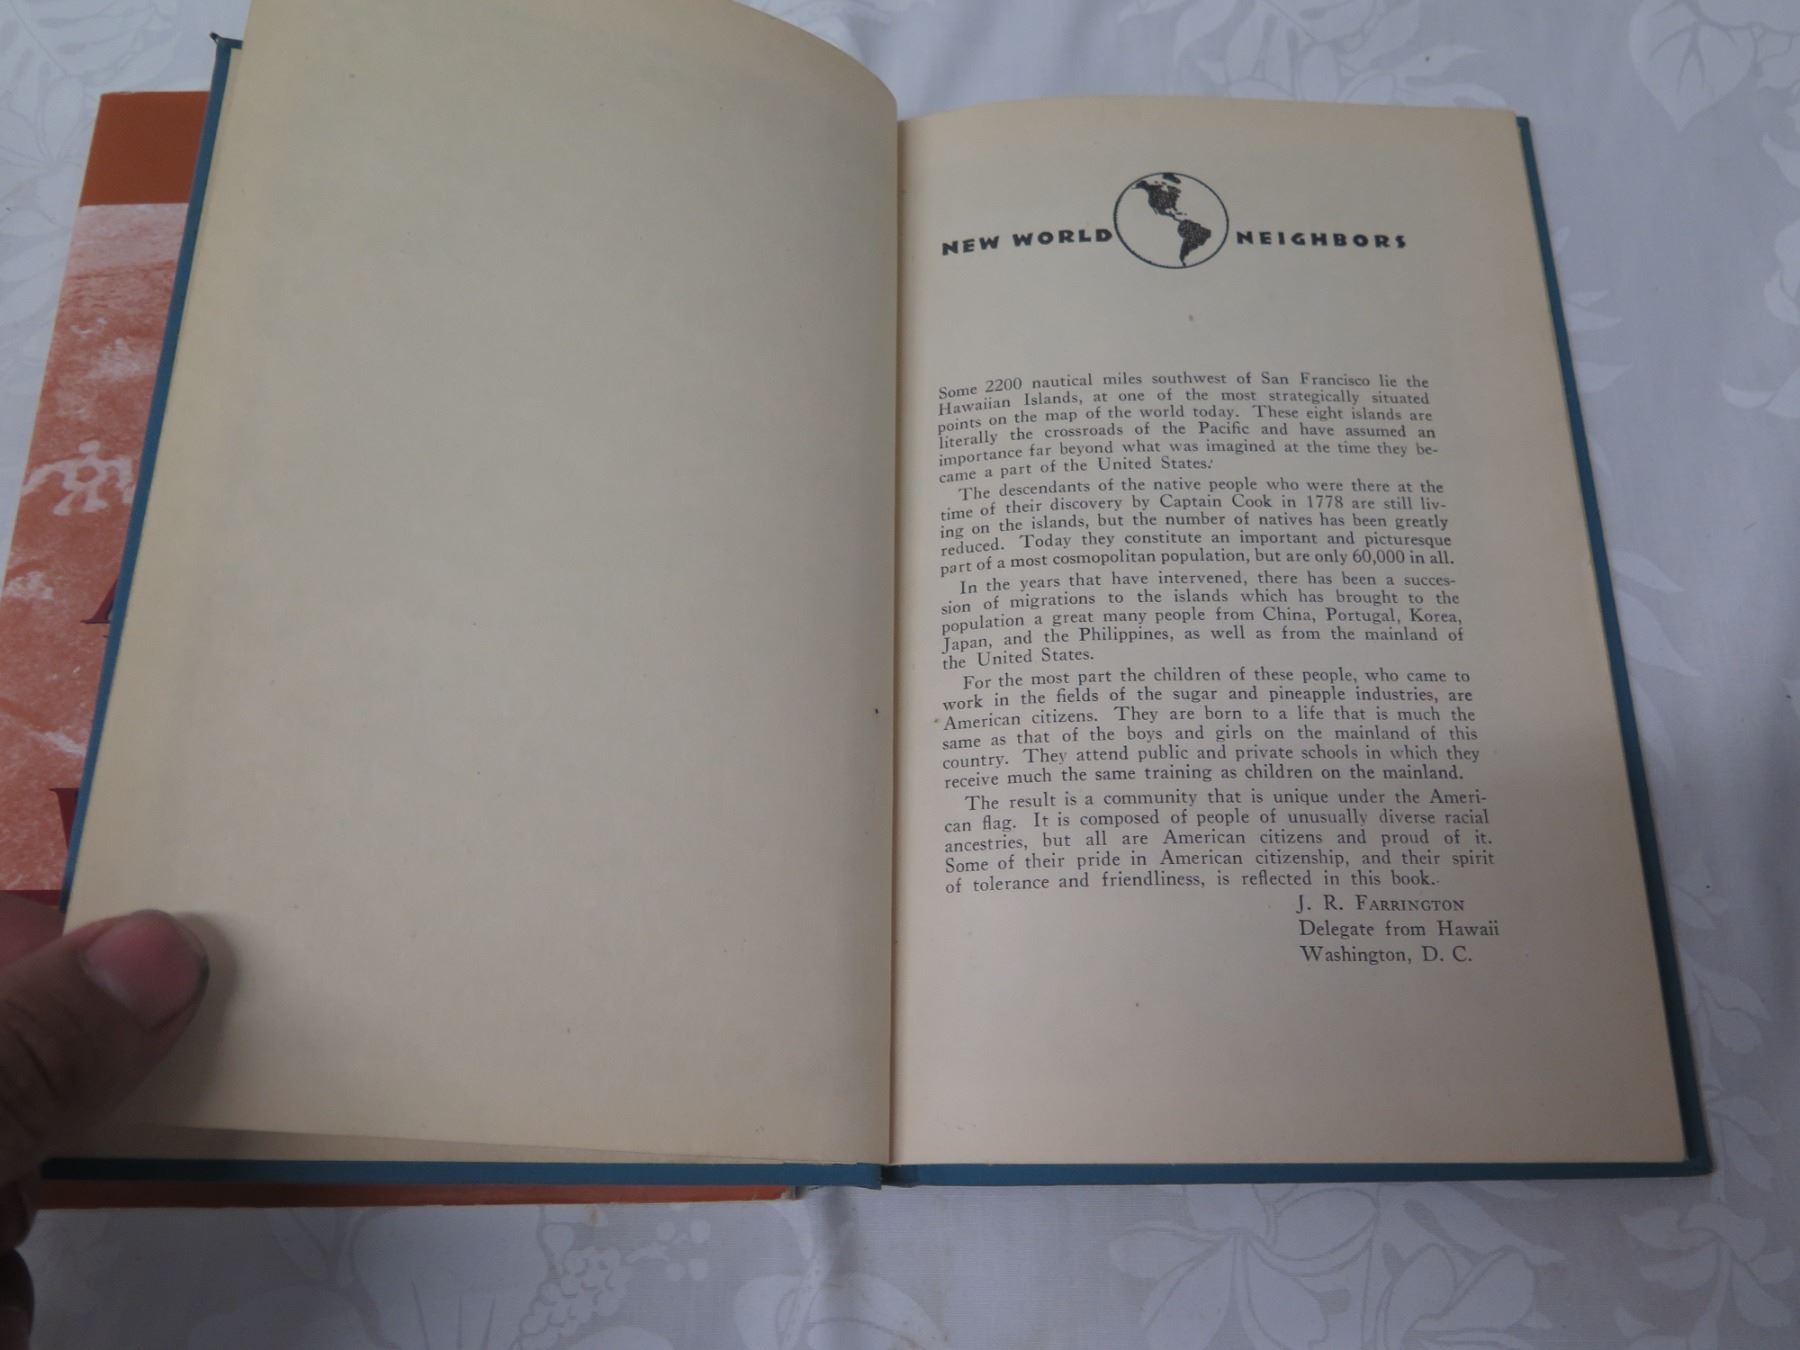 NEW WORLD NEIGHBORS
Some 2200 nautical miles southwest of San Francisco lie the
Hawaiian Islands, at one of the most strategically situated
points on the map of the world today. These eight islands are
literally the crossroads of the Pacific and have assumed an
importance far beyond what was imagined at the time they be-
came a part of the United States.
The descendants of the native people who were there at the
time of their discovery by Captain Cook in 1778 are still liv-
ing on the islands, but the number of natives has been greatly
reduced. Today they constitute an important and picturesque
part of a most cosmopolitan population, but are only 60,000 in all.
In the years that have intervened, there has been a succes-
sion of migrations to the islands which has brought to the
population a great many people from China, Portugal, Korea,
Japan, and the Philippines, as well as from the mainland of
the United States.
For the most part the children of these people, who came to
work in the fields of the sugar and pineapple industries, are
American citizens. They are born to a life that is much the
same as that of the boys and girls on the mainland of this
country. They attend public and private schools in which they
receive much the same training as children on the mainland.
The result is a community that is unique under the Ameri-
can flag. It is composed of people of unusually diverse racial
ancestries, but all are American citizens and proud of it.
Some of their pride in American citizenship, and their spirit
of tolerance and friendliness, is reflected in this book.
J. R. FARRINGTON
Delegate from Hawaii
Washington, D. C.